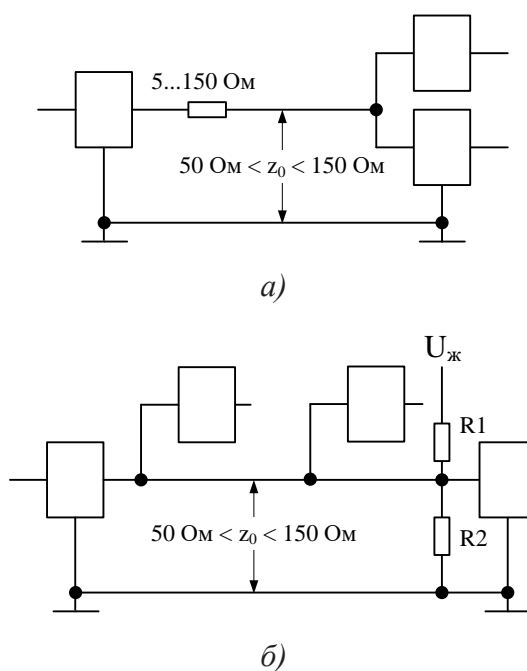 5...150 Ом
50 Ом < z₀ < 150 Ом
а)
Uж
R1
50 Ом < z₀ < 150 Ом
R2
б)